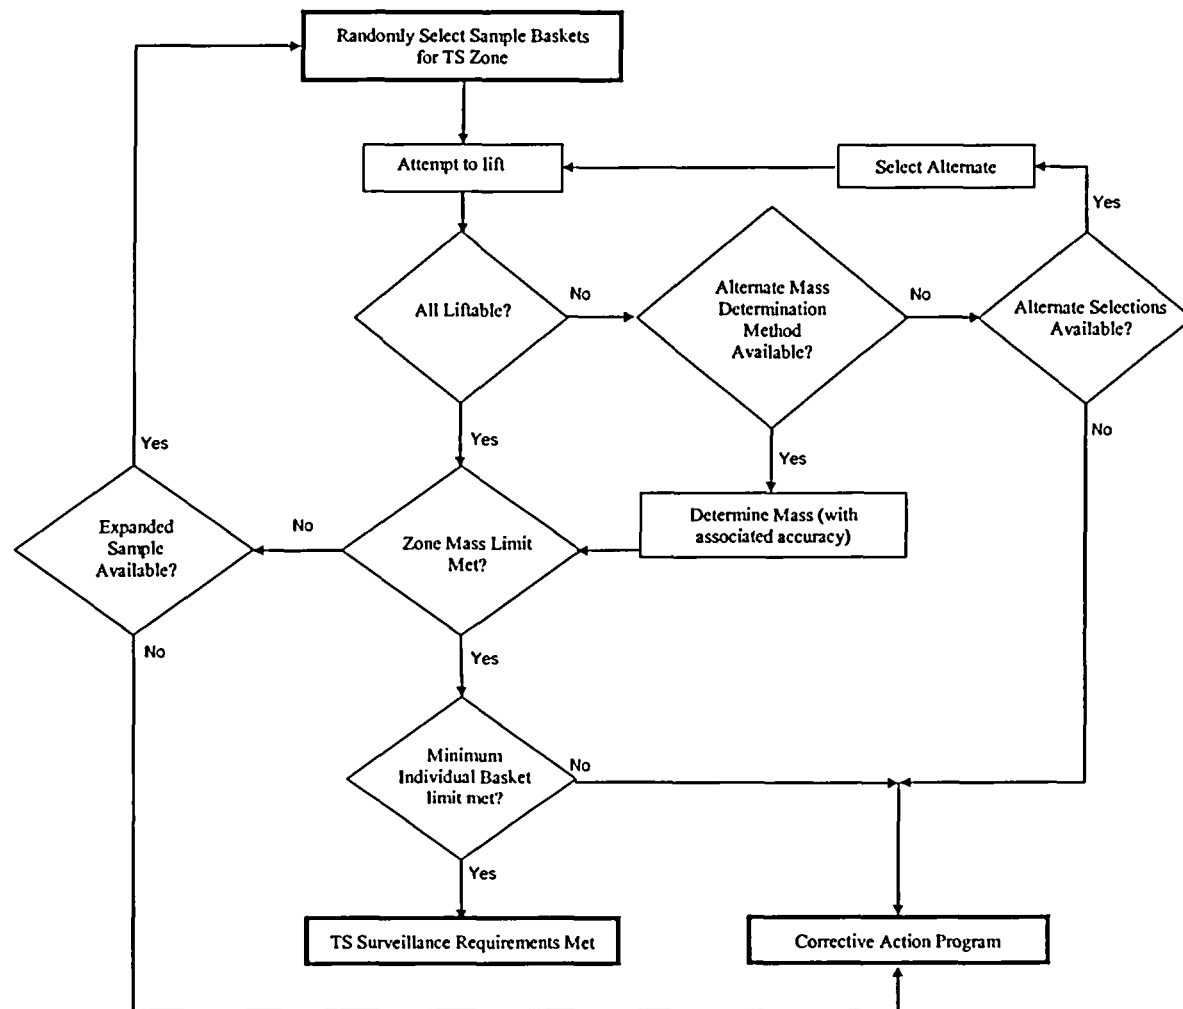 Randomly Select Sample Baskets
for TS Zone
Attempt to lift
Select Alternate
Yes
All Liftable?
No
Alternate Mass
Determination
Method
Available?
No
Alternate Selections
Available?
Yes
Yes
No
Yes
Expanded
Sample
Available?
No
Zone Mass Limit
Met?
Determine Mass (with
associated accuracy)
No
Yes
Minimum
Individual Basket
limit met?
No
Yes
TS Surveillance Requirements Met
Corrective Action Program